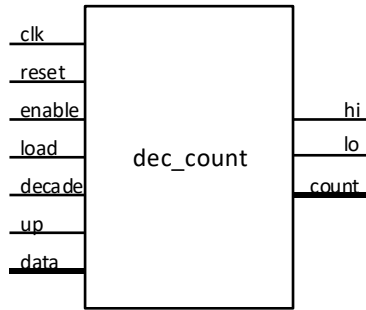 clk
reset
enable
load
decade
up
data
dec_count
hi
lo
count